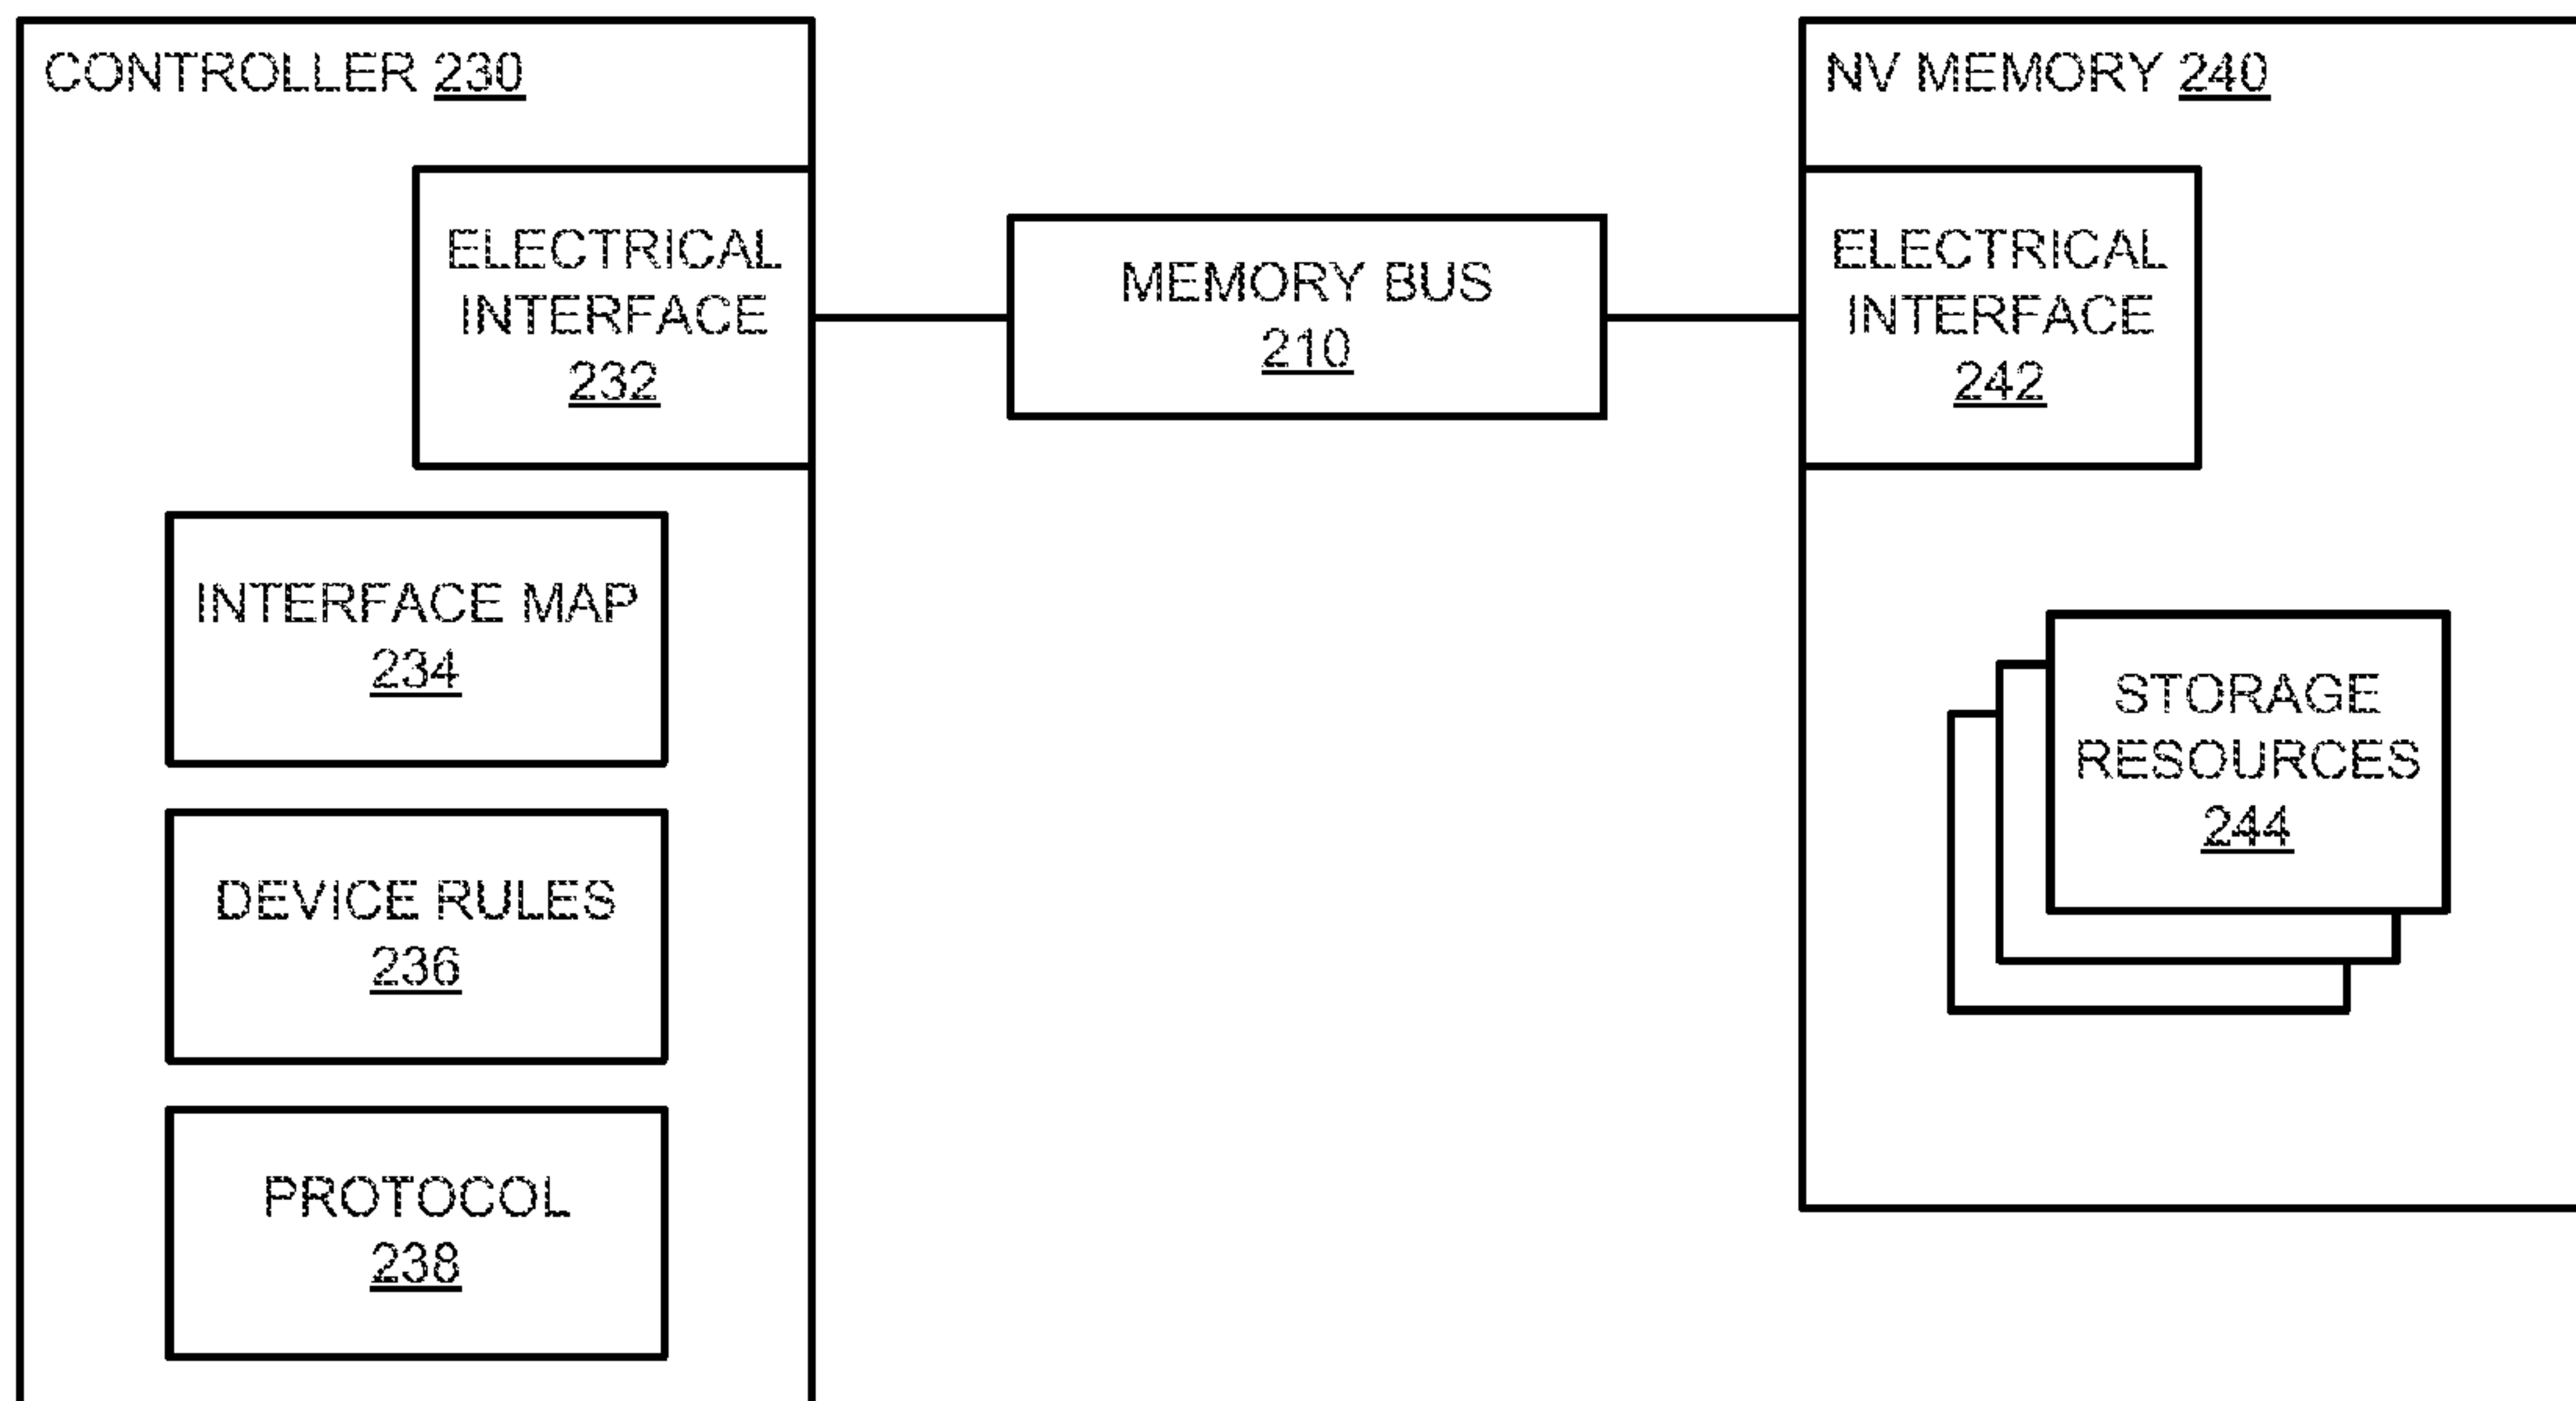 CONTROLLER 230
ELECTRICAL
INTERFACE
232
INTERFACE MAP
234
DEVICE RULES
236
PROTOCOL
238
MEMORY BUS
210
NV MEMORY 240
ELECTRICAL
INTERFACE
242
STORAGE
RESOURCES
244